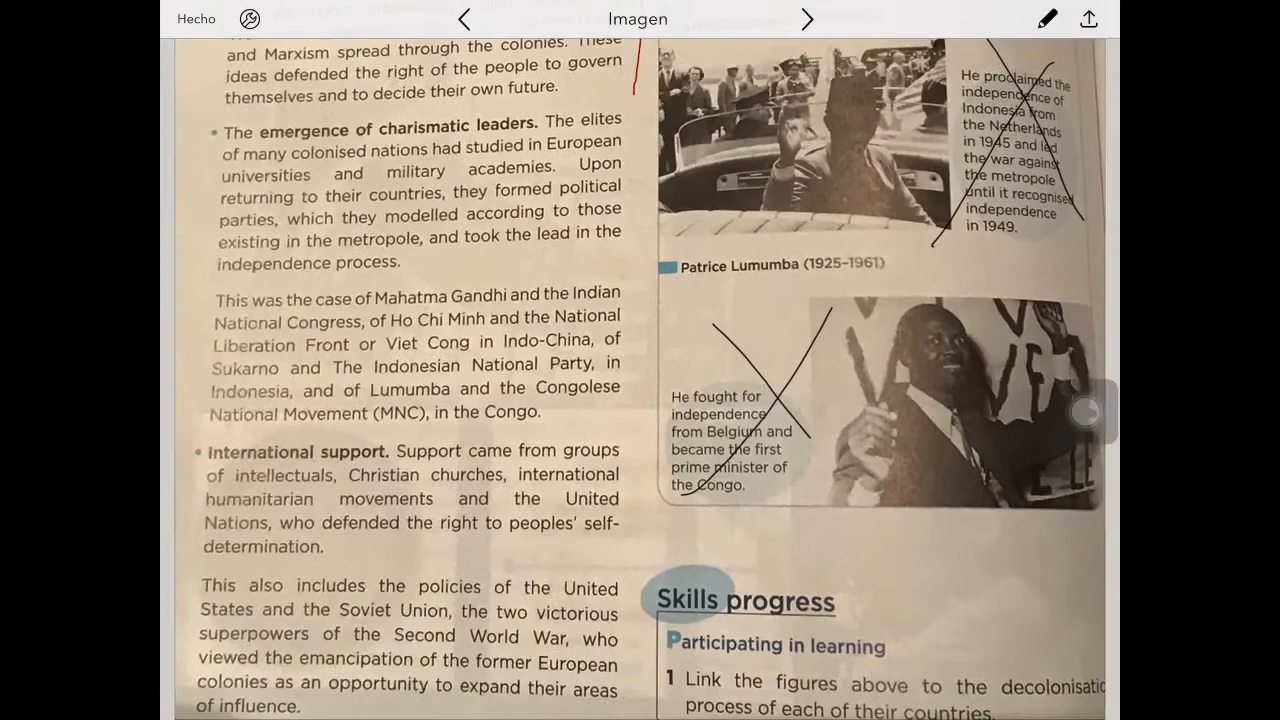 Hecho
Imagen
and Marxism spread through the colonies. These
ideas defended the right of the people to govern
themselves and to decide their own future.
• The emergence of charismatic leaders. The elites
of many colonised nations had studied in European
universities and military academies. Upon
returning to their countries, they formed political
parties, which they modelled according to those
existing in the metropole, and took the lead in the
independence process.
This was the case of Mahatma Gandhi and the Indian
National Congress, of Ho Chi Minh and the National
Liberation Front or Viet Cong in Indo-China, of
Sukarno and The Indonesian National Party, in
Indonesia, and of Lumumba and the Congolese
National Movement (MNC), in the Congo.
• International support. Support came from groups
of intellectuals, Christian churches, international
humanitarian movements and the United
Nations, who defended the right to peoples' self-
determination.
This also includes the policies of the United
States and the Soviet Union, the two victorious
superpowers of the Second World War, who
viewed the emancipation of the former European
colonies as an opportunity to expand their areas
of influence.
He proclaimed the
independence of
Indonesia from
the Netherlands
in 1945 and led
the war against
the metropole
until it recognised
independence
in 1949.
Patrice Lumumba (1925–1961)
He fought for
independence
from Belgium and
became the first
prime minister of
the Congo.
Skills progress
Participating in learning
1 Link the figures above to the decolonisatic
process of each of their countries.